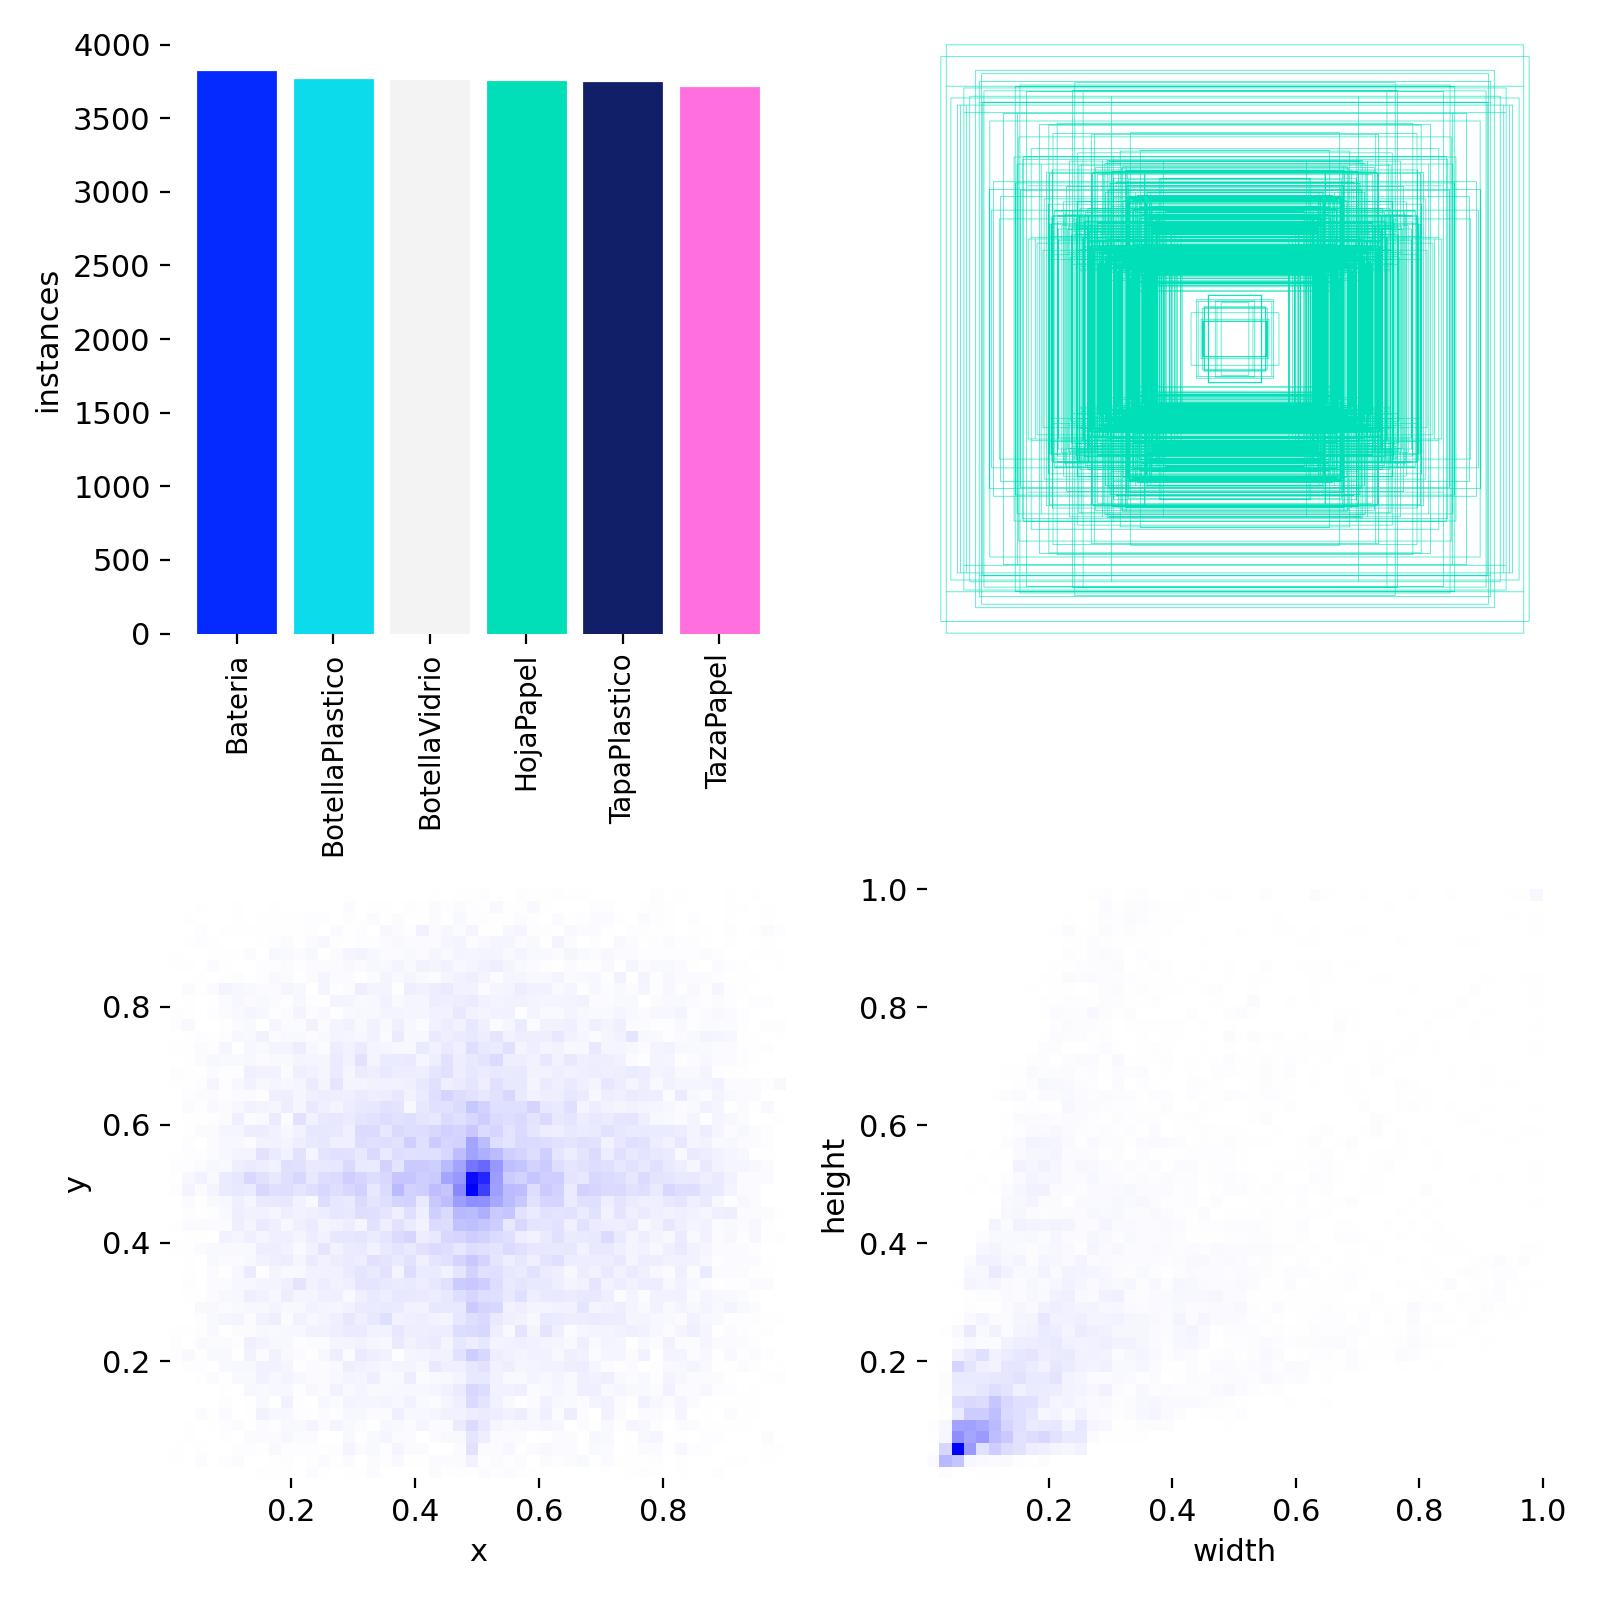 4000
3500
3000
2500
2000
1500
1000
500
0
instances
Bateria
BotellaPlastico
BotellaVidrio
HojaPapel
TapaPlastico
TazaPapel
0.8
0.6
0.4
0.2
y
0.2 0.4 0.6 0.8
x
1.0
0.8
0.6
0.4
0.2
height
0.2 0.4 0.6 0.8 1.0
width